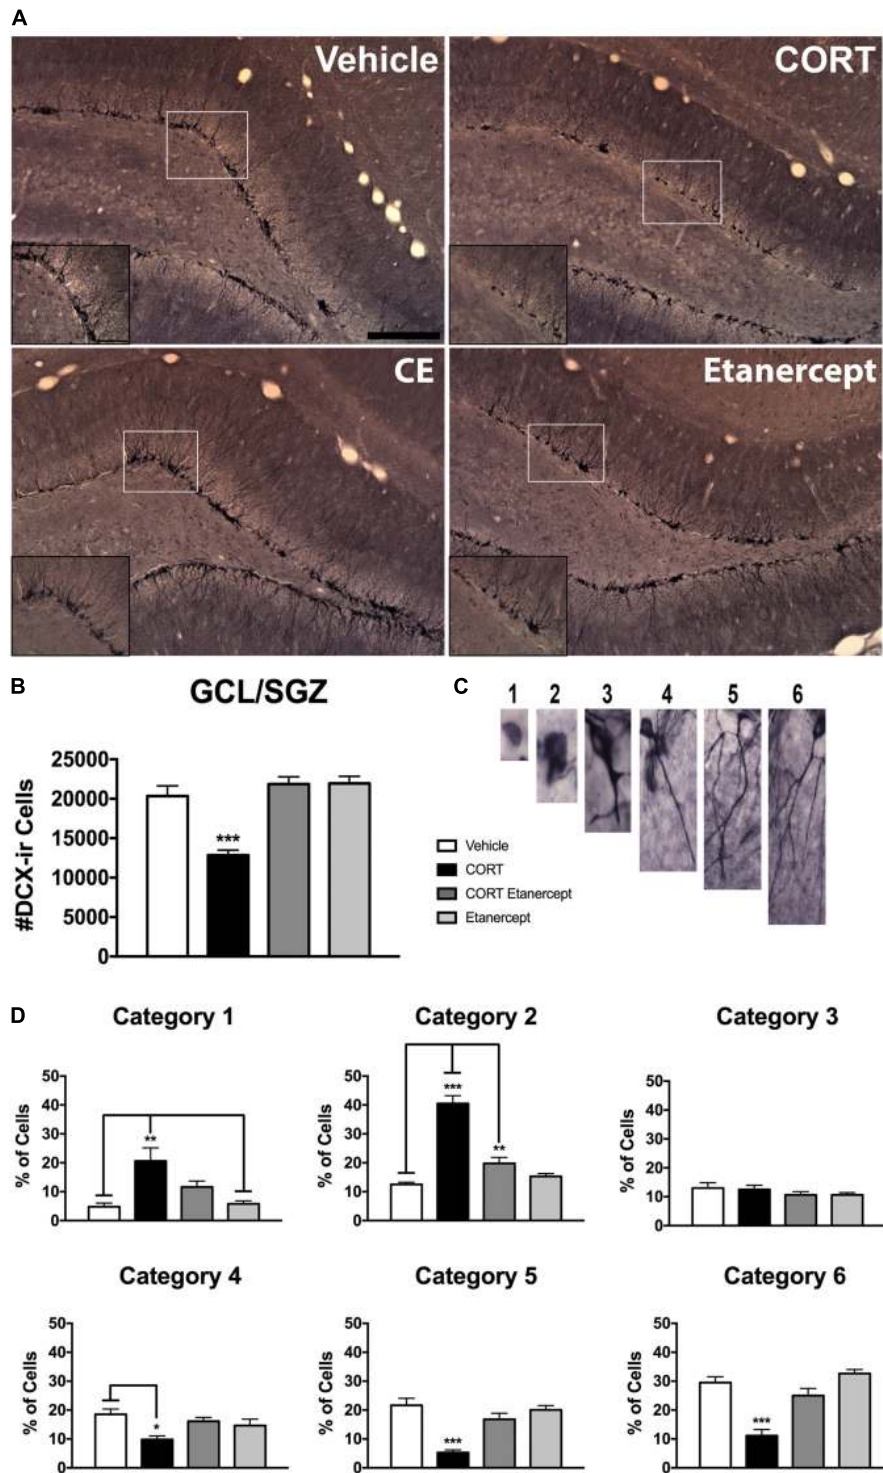 A
Vehicle
CORT
CE
Etanercept
B
GCL/SGZ
#DCX-ir Cells
25000
20000
15000
10000
5000
0
***
C
1 2 3 4 5 6
Vehicle
CORT
CORT Etanercept
Etanercept
D
Category 1
% of Cells
50
40
30
20
10
0
**
Category 2
% of Cells
50
40
30
20
10
0
***
**
Category 3
% of Cells
50
40
30
20
10
0
Category 4
% of Cells
50
40
30
20
10
0
*
Category 5
% of Cells
50
40
30
20
10
0
***
Category 6
% of Cells
50
40
30
20
10
0
***